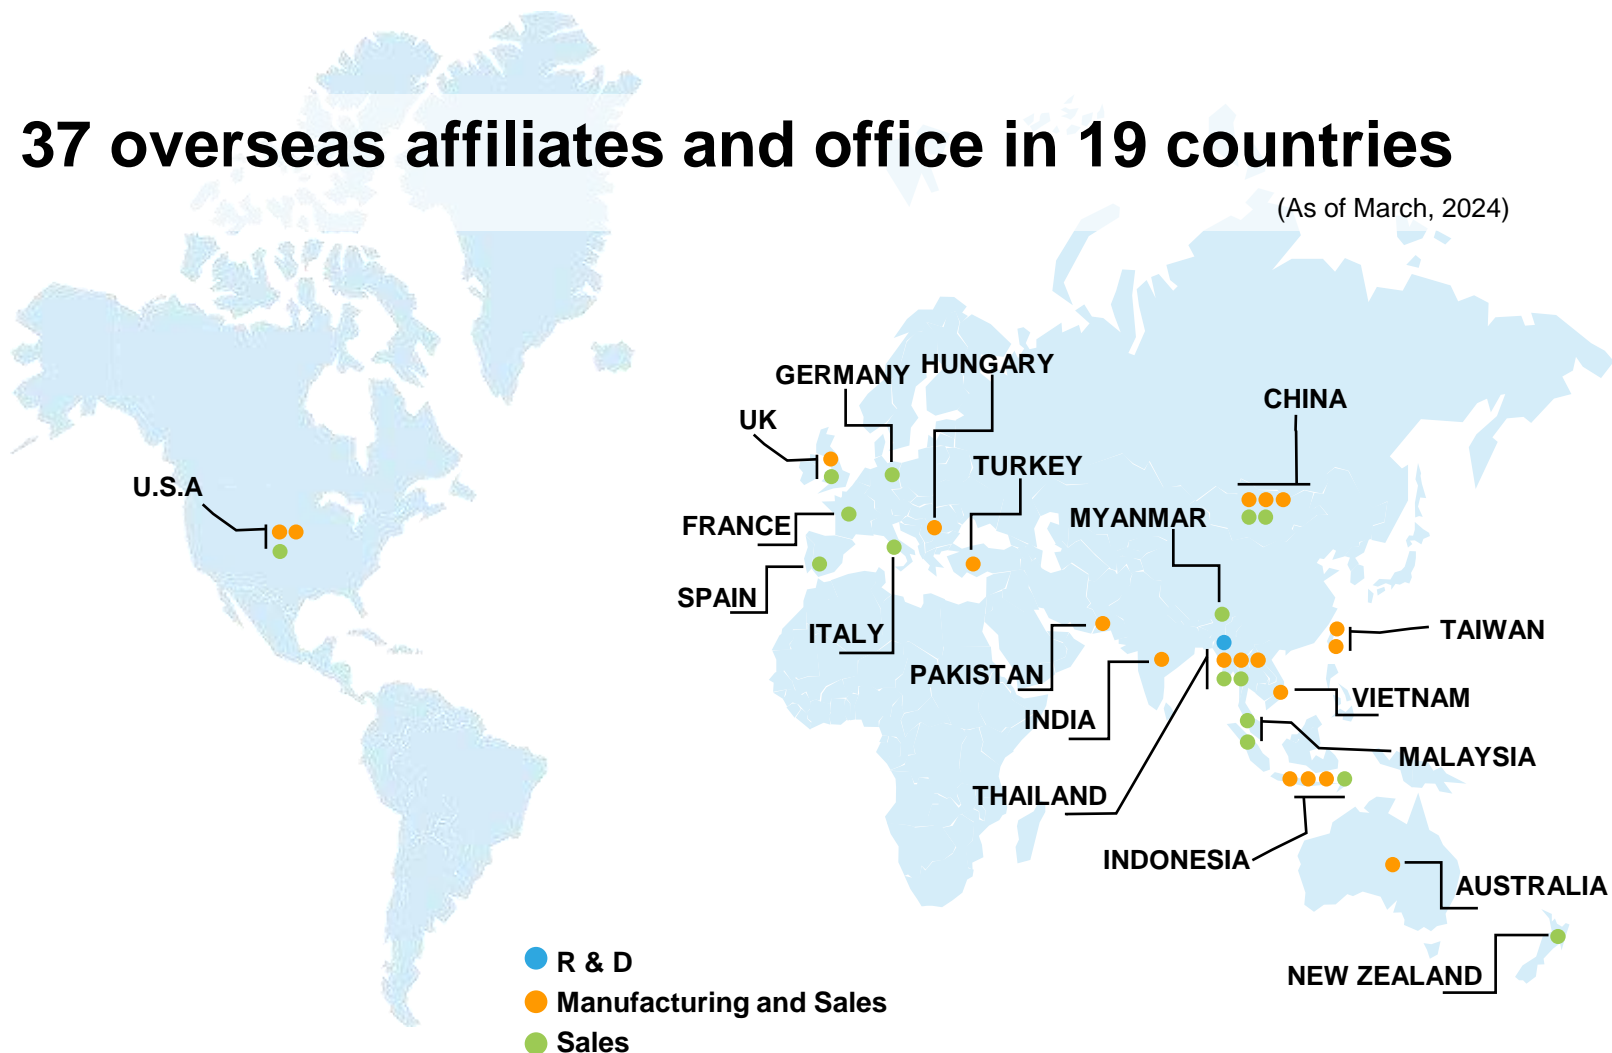 37 overseas affiliates and office in 19 countries
(As of March, 2024)
GERMANY
HUNGARY
CHINA
UK
TURKEY
U.S.A
MYANMAR
FRANCE
SPAIN
ITALY
TAIWAN
PAKISTAN
VIETNAM
INDIA
MALAYSIA
THAILAND
INDONESIA
AUSTRALIA
NEW ZEALAND
R & D
Manufacturing and Sales
Sales